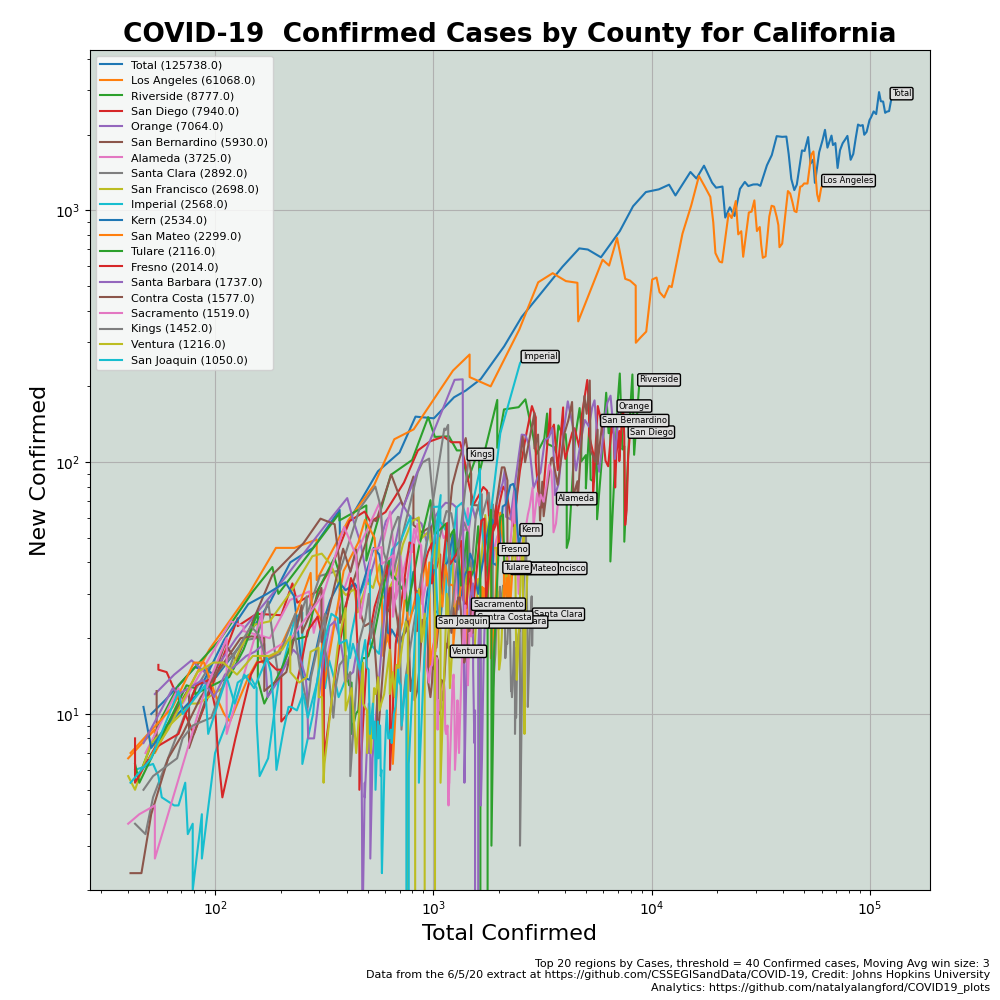 COVID-19  Confirmed Cases by County for California
Total (125738.0)
Los Angeles (61068.0)
Riverside (8777.0)
San Diego (7940.0)
Orange (7064.0)
San Bernardino (5930.0)
Alameda (3725.0)
Santa Clara (2892.0)
San Francisco (2698.0)
Imperial (2568.0)
Kern (2534.0)
San Mateo (2299.0)
Tulare (2116.0)
Fresno (2014.0)
Santa Barbara (1737.0)
Contra Costa (1577.0)
Sacramento (1519.0)
Kings (1452.0)
Ventura (1216.0)
San Joaquin (1050.0)
Total
Los Angeles
Imperial
Riverside
Orange
San Bernardino
San Diego
Kings
Alameda
Kern
Fresno
Tulare Mateo ncisco
Sacramento
Costa Santa Clara
San Joaquin ara
Ventura
10³
10²
10¹
New Confirmed
10² 10³ 10⁴ 10⁵
Total Confirmed
Top 20 regions by Cases, threshold = 40 Confirmed cases, Moving Avg win size: 3
Data from the 6/5/20 extract at https://github.com/CSSEGISandData/COVID-19, Credit: Johns Hopkins University
Analytics: https://github.com/natalyalangford/COVID19_plots